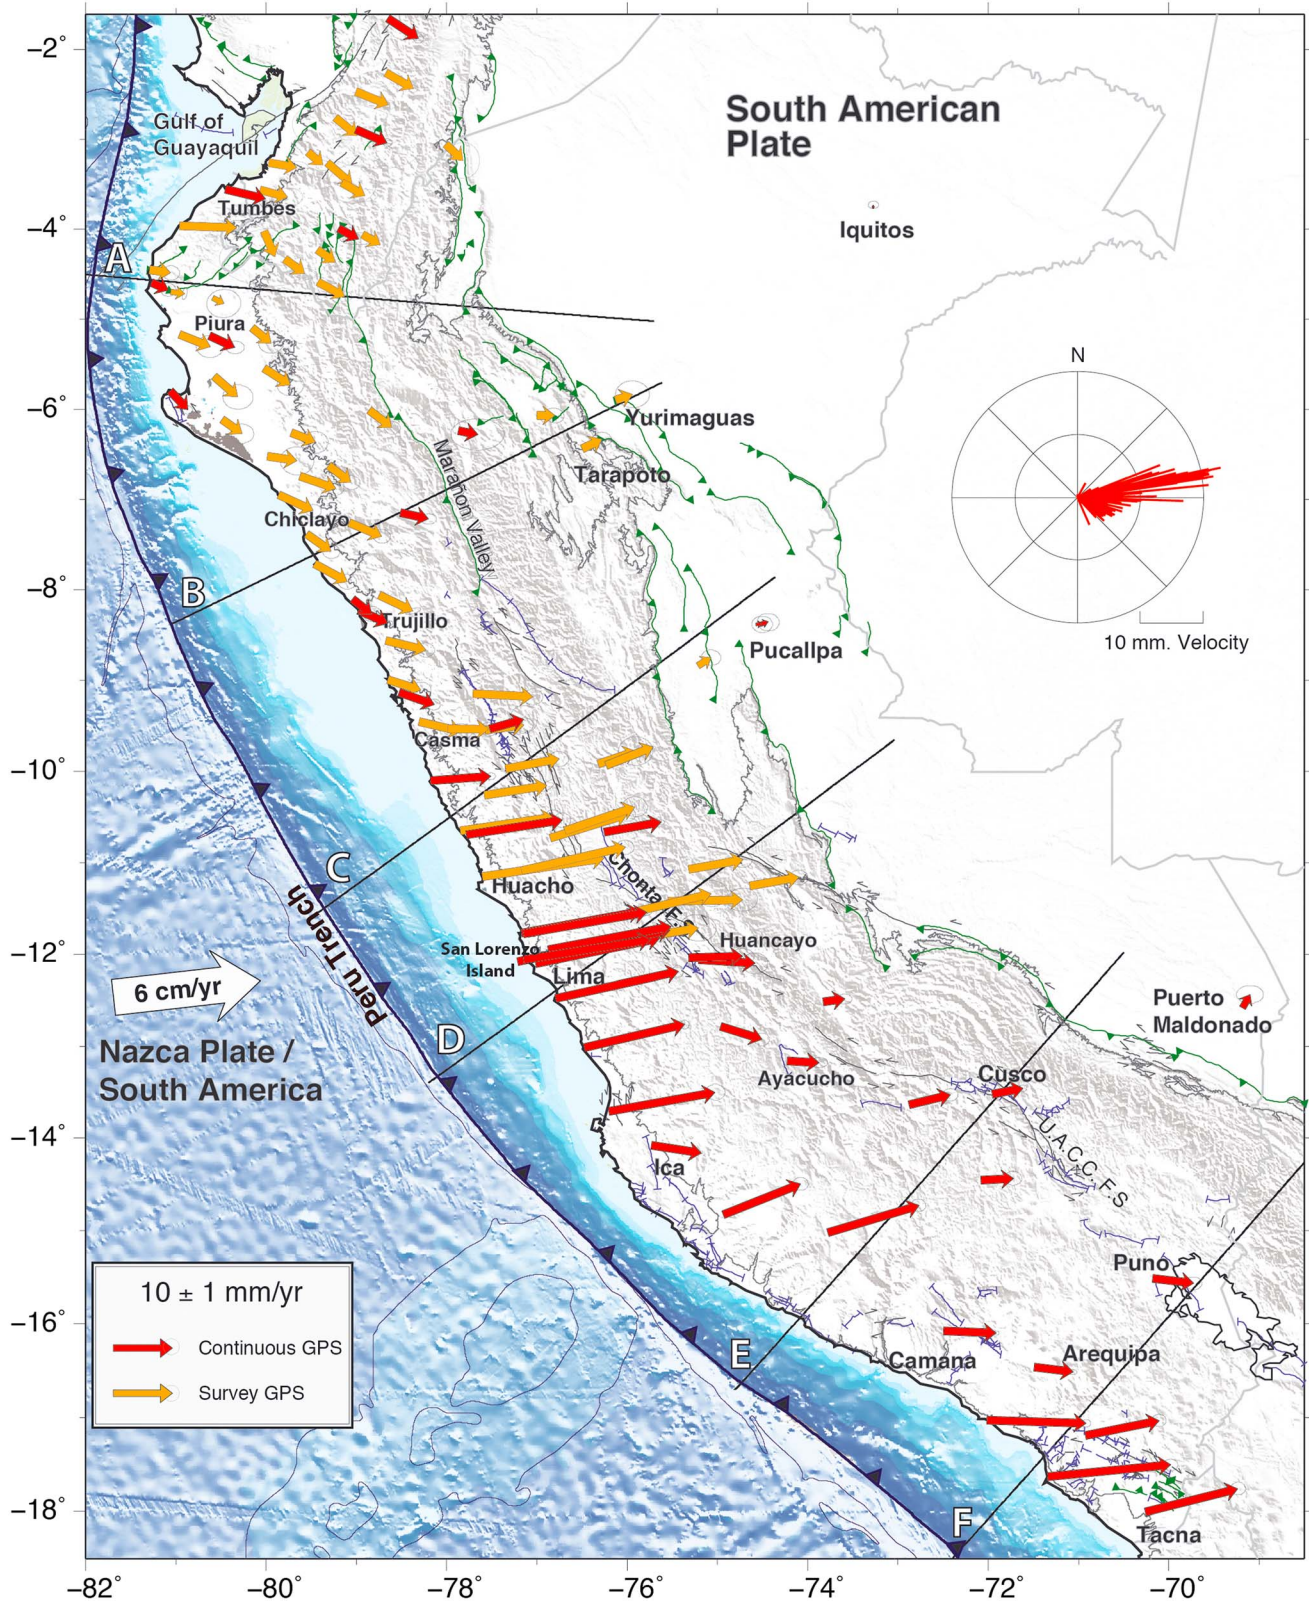 −2°
−4°
−6°
−8°
−10°
−12°
−14°
−16°
−18°
−82
−80
−78
−76
−74
−72
−70
South American
Plate
Gulf of
Guayaquil
Iquitos
Tumbes
A
Piura
N
10 mm. Velocity
Yurimaguas
Tarapoto
Marañon Valley
Chiclayo
B
Trujillo
Pucallpa
Casma
C
Huacho
Chonta F.S
Peru Trench
San Lorenzo
Island
Huancayo
Lima
6 cm/yr
Puerto
Maldonado
D
Nazca Plate /
South America
Ayacucho
Cusco
U.A.C.C. F.S
Ica
Puno
10 ± 1 mm/yr
Continuous GPS
Survey GPS
E
Camana
Arequipa
F
Tacna